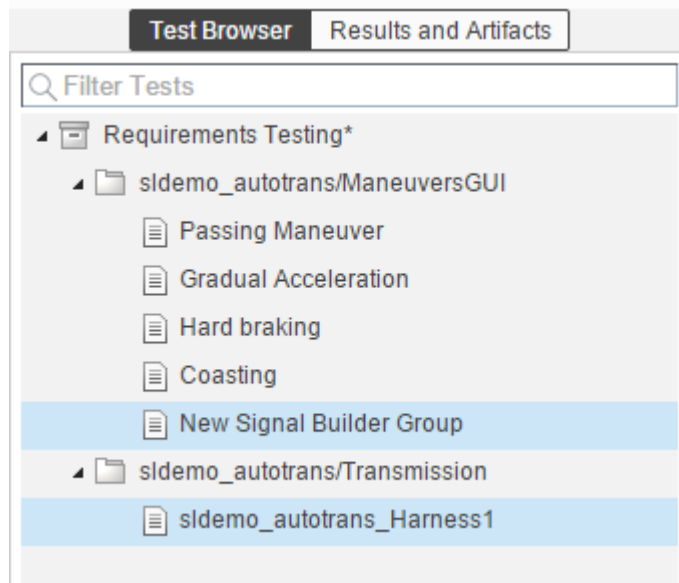 Test Browser Results and Artifacts
Filter Tests
Requirements Testing*
sldemo_autotrans/ManeuversGUI
Passing Maneuver
Gradual Acceleration
Hard braking
Coasting
New Signal Builder Group
sldemo_autotrans/Transmission
sldemo_autotrans_Harness1